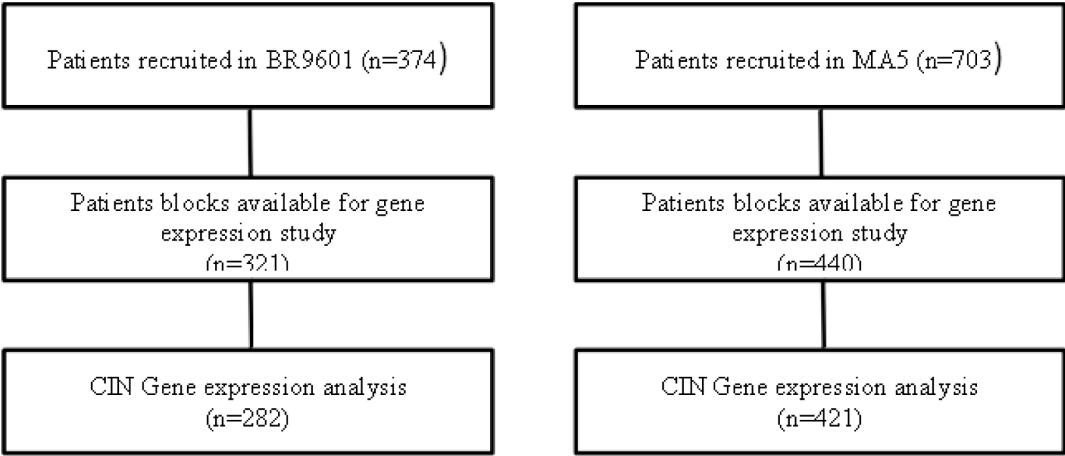 Patients recruited in BR9601 (n=374)
Patients blocks available for gene
expression study
(n=321)
CIN Gene expression analysis
(n=282)
Patients recruited in MA5 (n=703)
Patients blocks available for gene
expression study
(n=440)
CIN Gene expression analysis
(n=421)